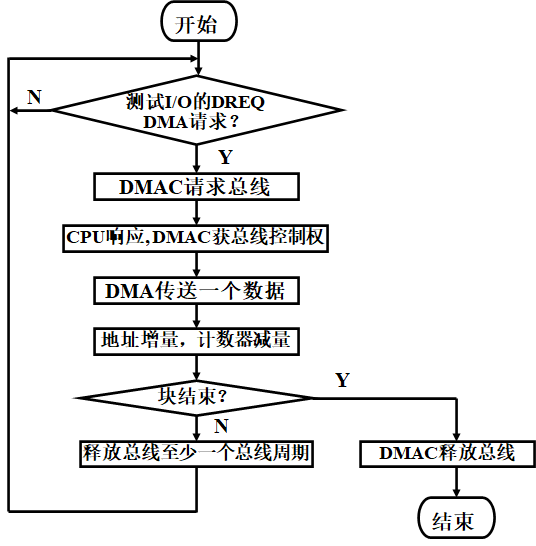 开始
测试I/O的DREQ
DMA请求？
N
Y
DMAC请求总线
CPU响应,DMAC获总线控制权
DMA传送一个数据
地址增量，计数器减量
块结束？
Y
N
释放总线至少一个总线周期
DMAC释放总线
结束